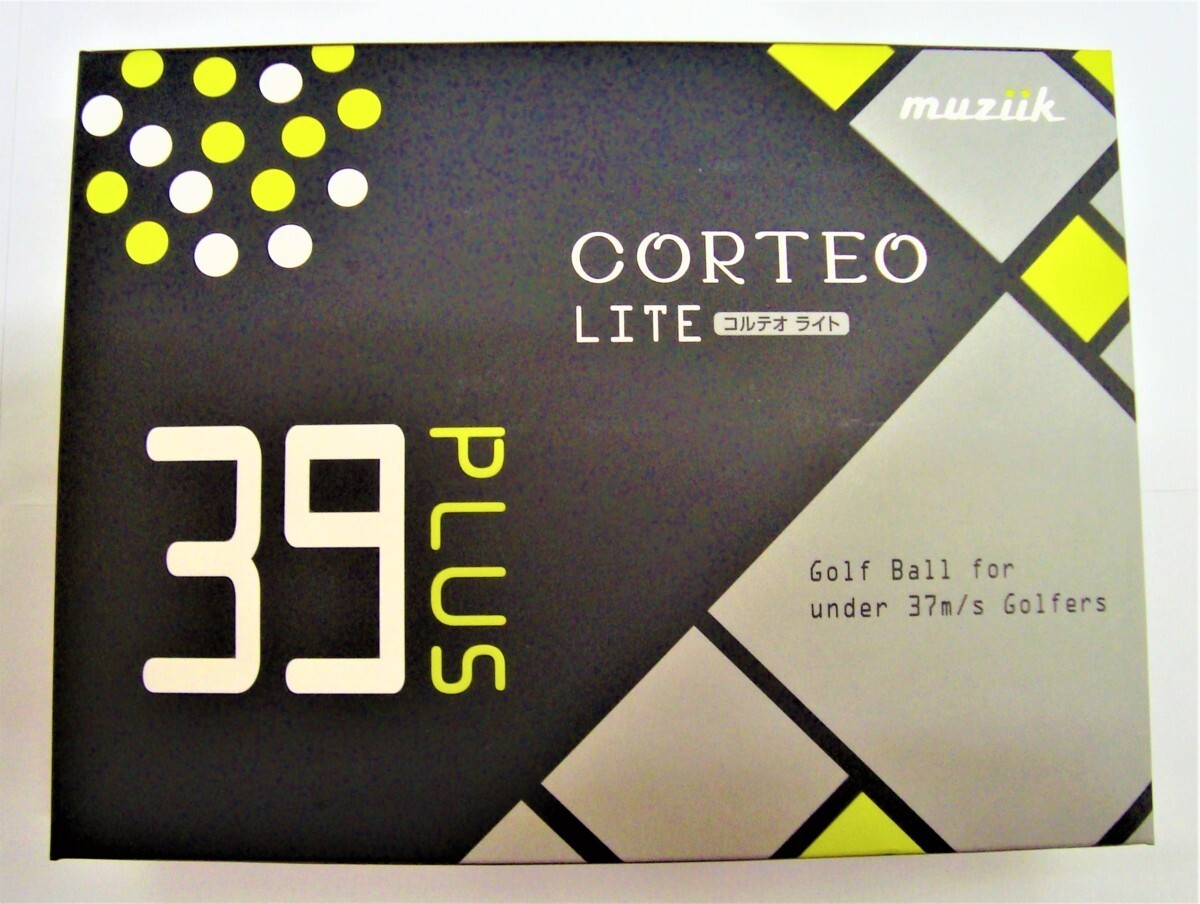 muziik
CORTEO
LITE コルテオ ライト
39 PLUS
Golf Ball for
under 37m/s Golfers